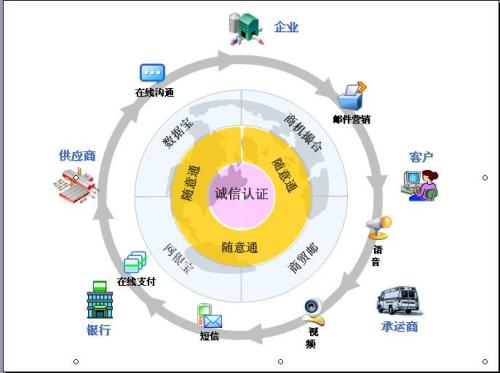 企业
在线沟通
邮件营销
数据宝
商机撮合
供应商
客户
随意通
随意通
诚信认证
语
音
随意通
网银宝
商贸邮
在线支付
银行
短信
视
频
承运商